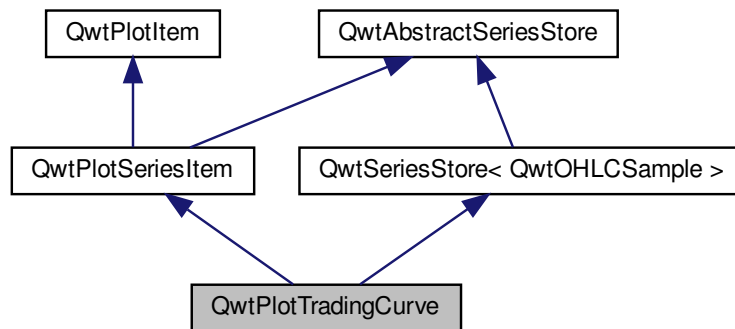 QwtPlotItem
QwtAbstractSeriesStore
QwtPlotSeriesItem
QwtSeriesStore< QwtOHLCSample >
QwtPlotTradingCurve